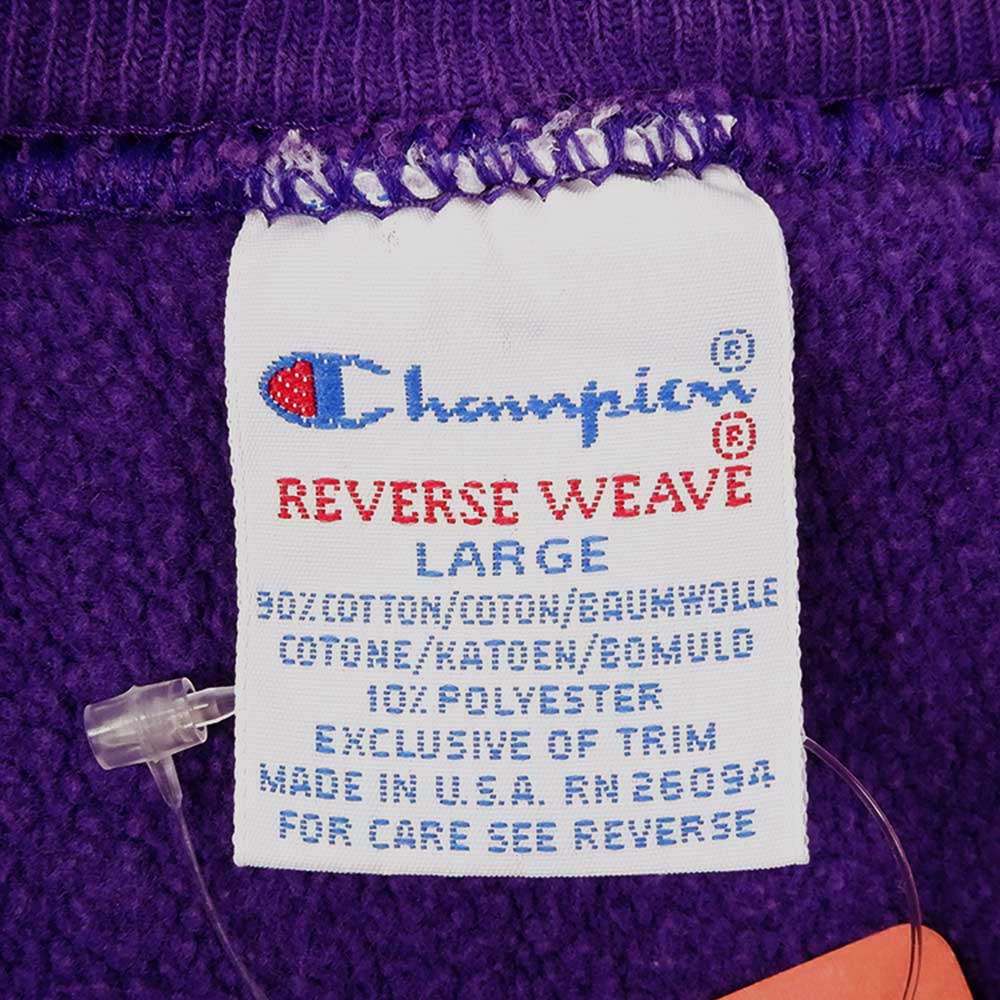 ®
Champion
®
REVERSE WEAVE
LARGE
90% COTTON/COTON/BAUMWOLLE
COTONE/KATOEN/BOMULD
10% POLYESTER
EXCLUSIVE OF TRIM
MADE IN U.S.A. RN 26094
FOR CARE SEE REVERSE